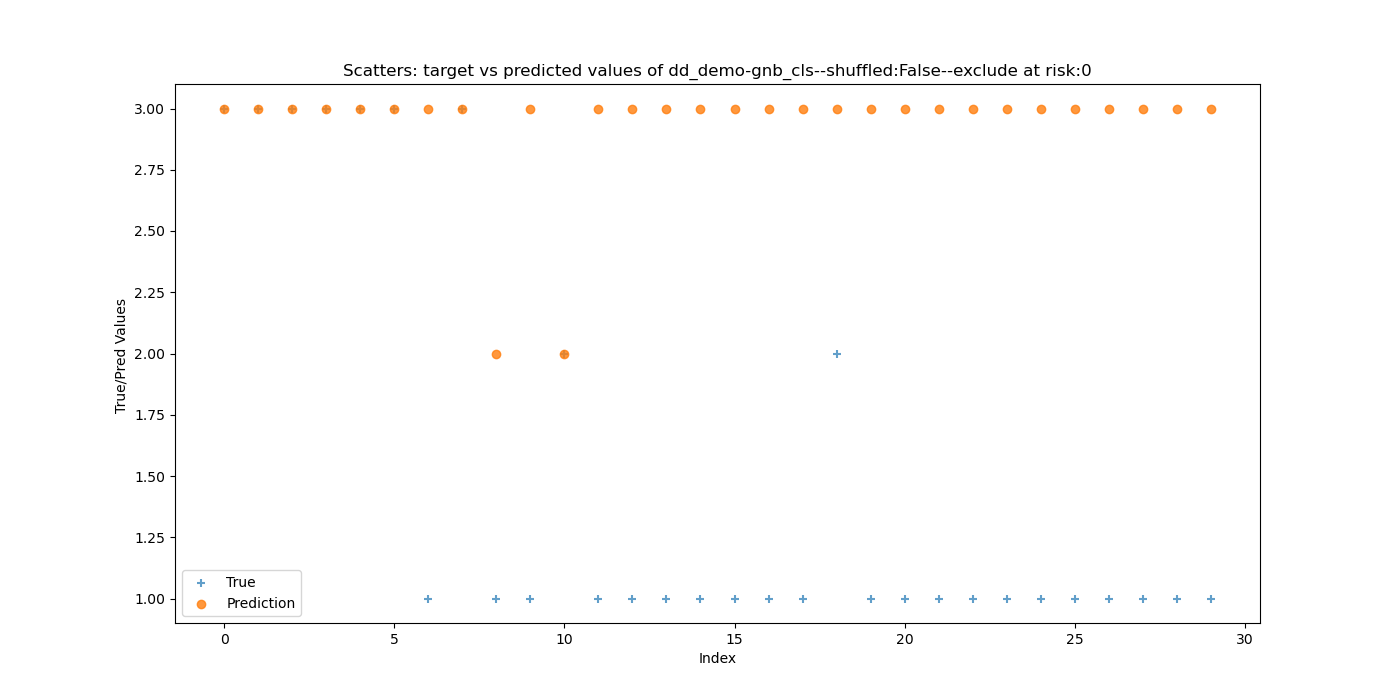 Scatters: target vs predicted values of dd_demo-gnb_cls--shuffled:False--exclude at risk:0
True/Pred Values
3.00
2.75
2.50
2.25
2.00
1.75
1.50
1.25
1.00
True
Prediction
0 5 10 15 20 25 30
Index